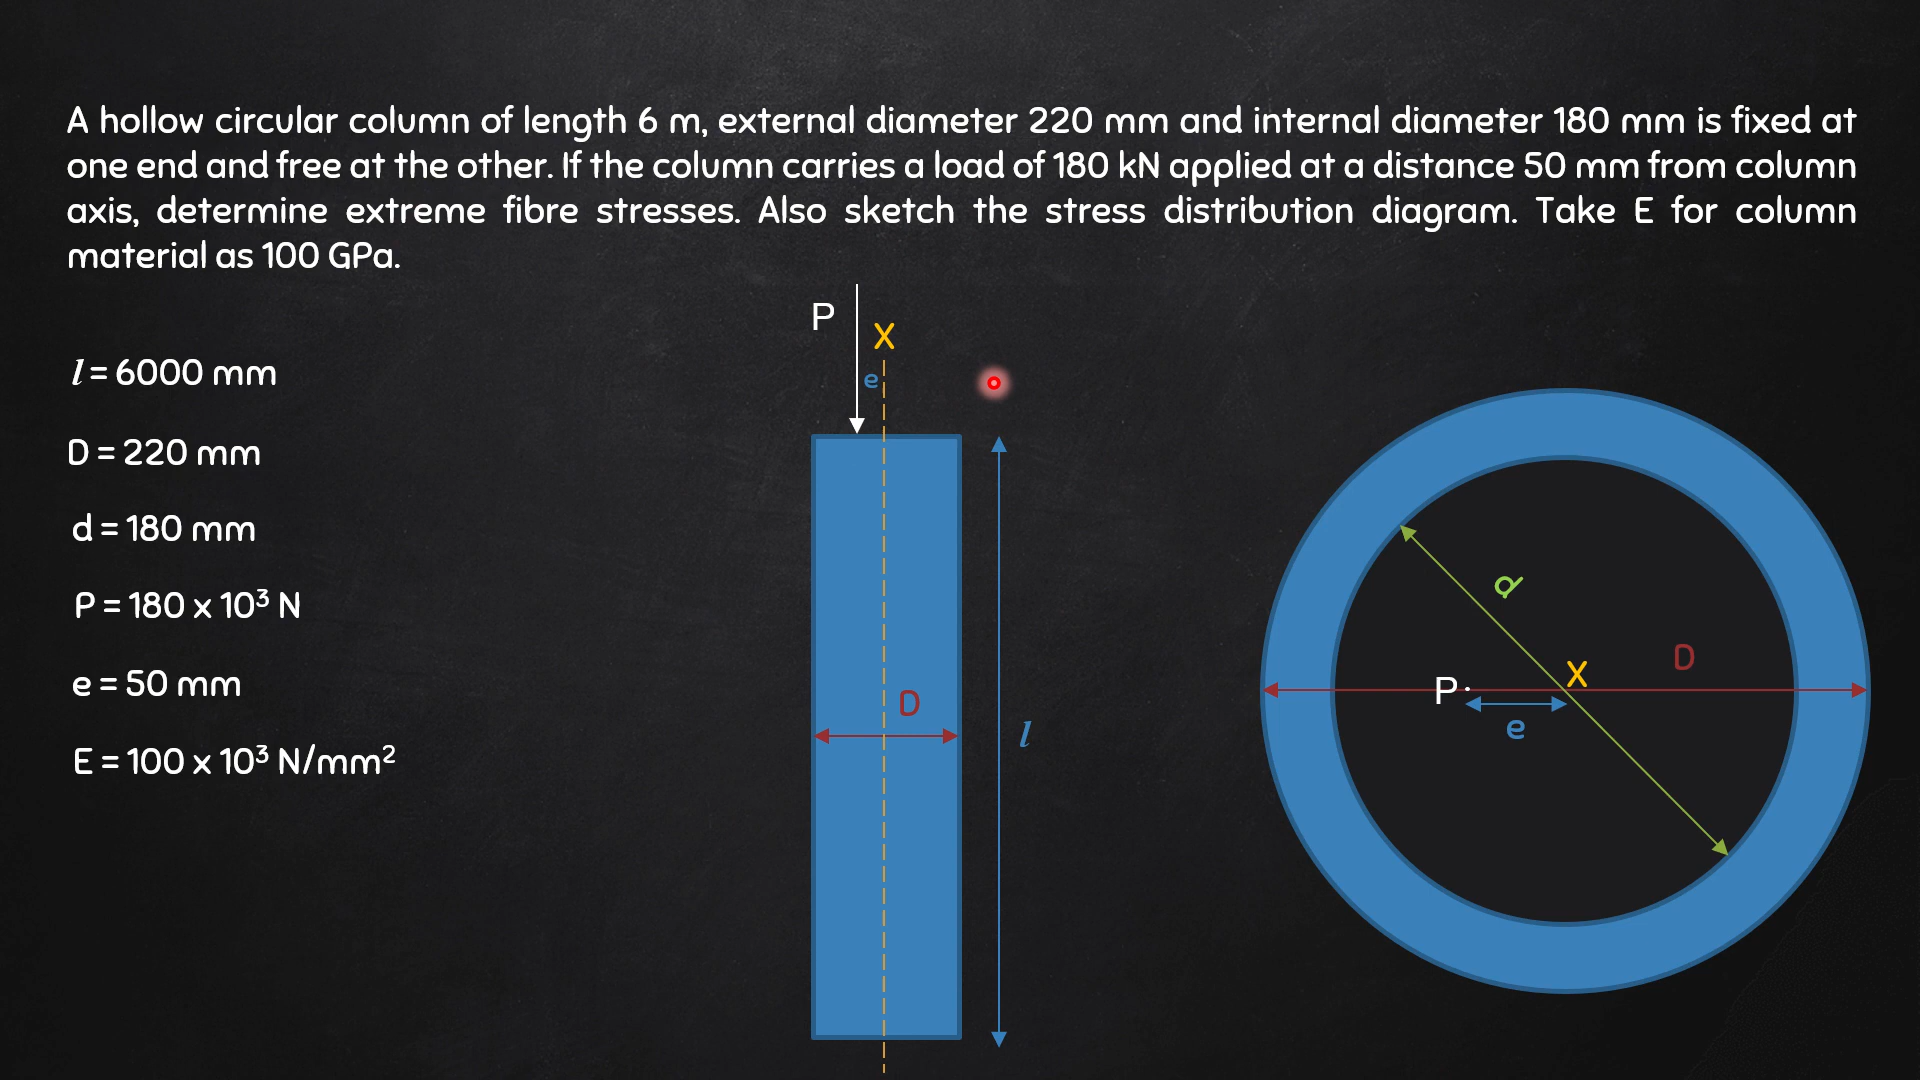 A hollow circular column of length 6 m, external diameter 220 mm and internal diameter 180 mm is fixed at
one end and free at the other. If the column carries a load of 180 kN applied at a distance 50 mm from column
axis, determine extreme fibre stresses. Also sketch the stress distribution diagram. Take E for column
material as 100 GPa.
P
X
e
l = 6000 mm
D = 220 mm
d = 180 mm
P = 180 x 10³ N
e = 50 mm
E = 100 x 10³ N/mm²
D
l
d
D
X
P
e